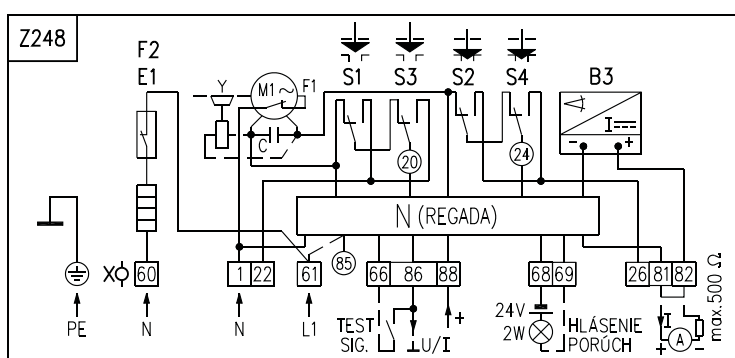 Z248
F2
E1
Y
M1~
F1
C
S1
S3
S2
S4
B3
I
-
+
20
24
N (REGADA)
85
X
60
1
22
61
66
86
88
68
69
26
81
82
PE
N
N
L1
TEST
SIG.
U/I
+
24V
2W
HLÁSENIE
PORÚCH
I
A
+
-
max.500 Ω